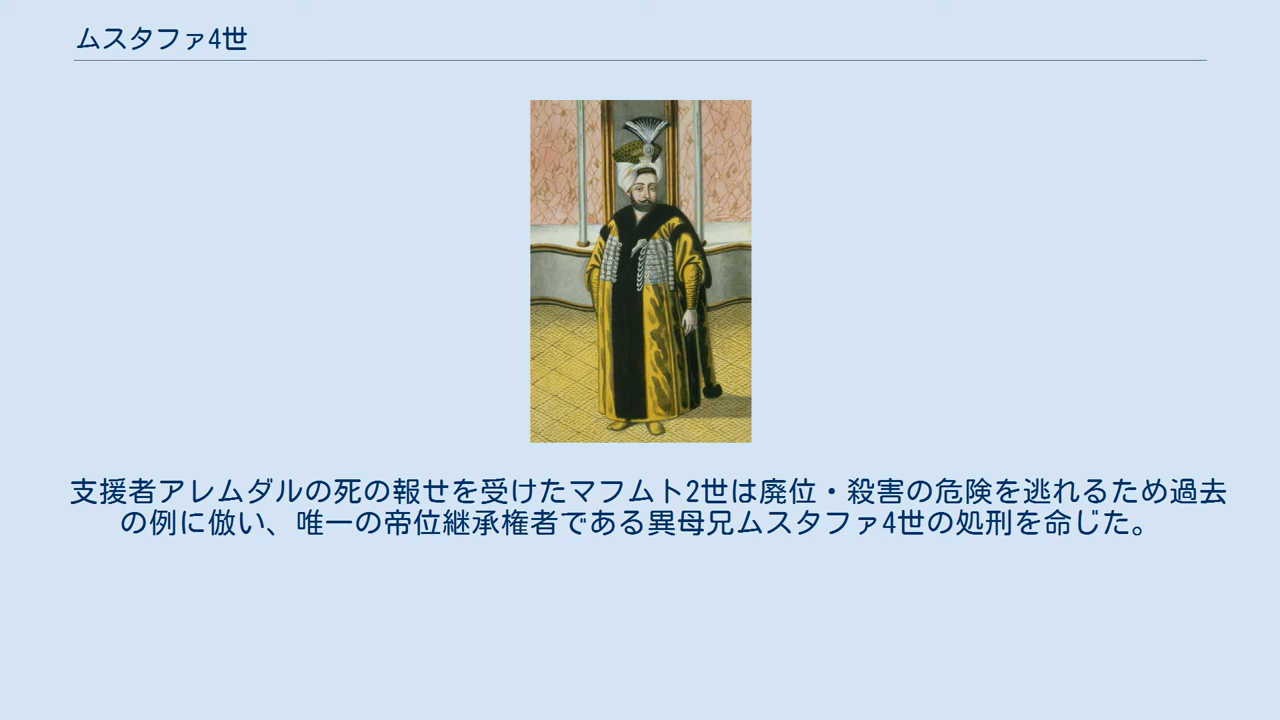 ムスタファ4世
支援者アレムダルの死の報せを受けたマフムト2世は廃位・殺害の危険を逃れるため過去
の例に倣い、唯一の帝位継承権者である異母兄ムスタファ4世の処刑を命じた。